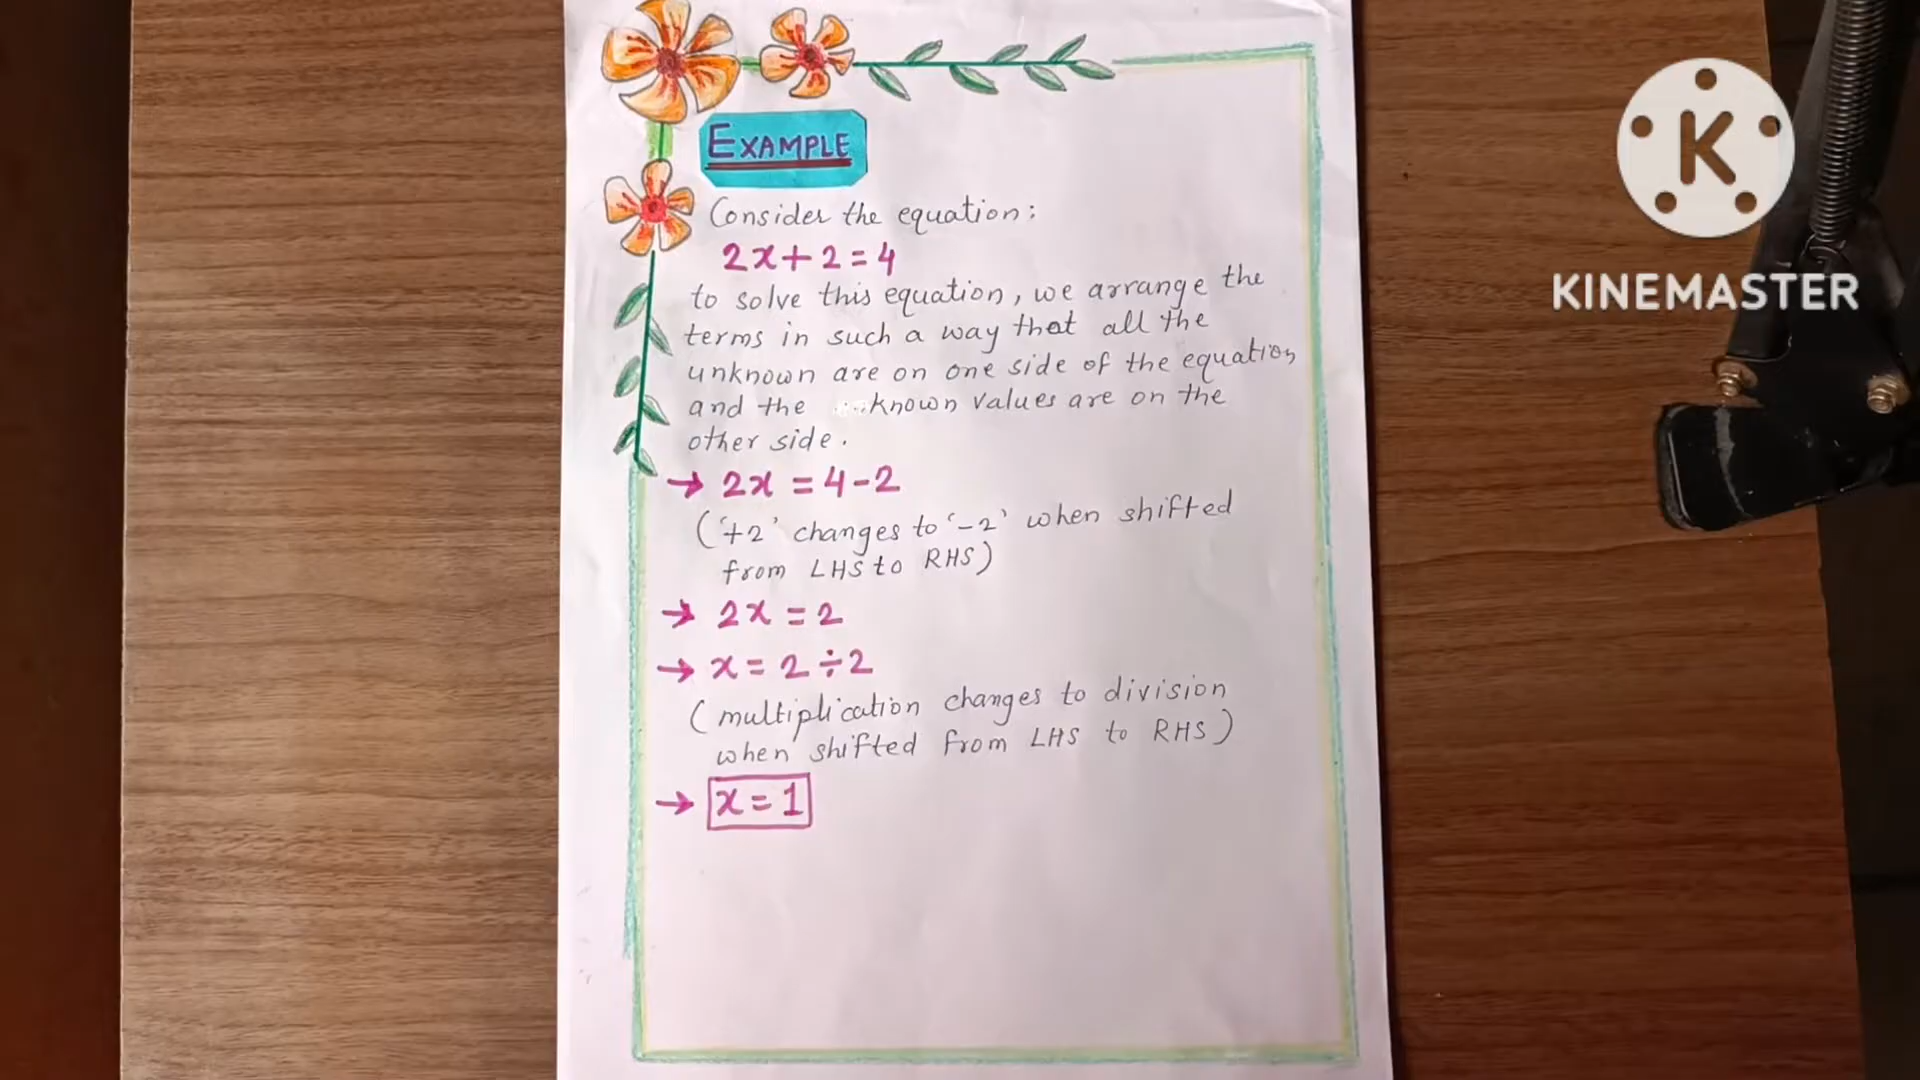 EXAMPLE
Consider the equation:
2x+2=4
to solve this equation, we arrange the
terms in such a way that all the
unknown are on one side of the equation
and the known values are on the
other side.
→ 2x = 4-2
('+2' changes to '-2' when shifted
from LHS to RHS)
→ 2x = 2
→ x = 2÷2
(multiplication changes to division
when shifted from LHS to RHS)
→ x = 1
K
KINEMASTER